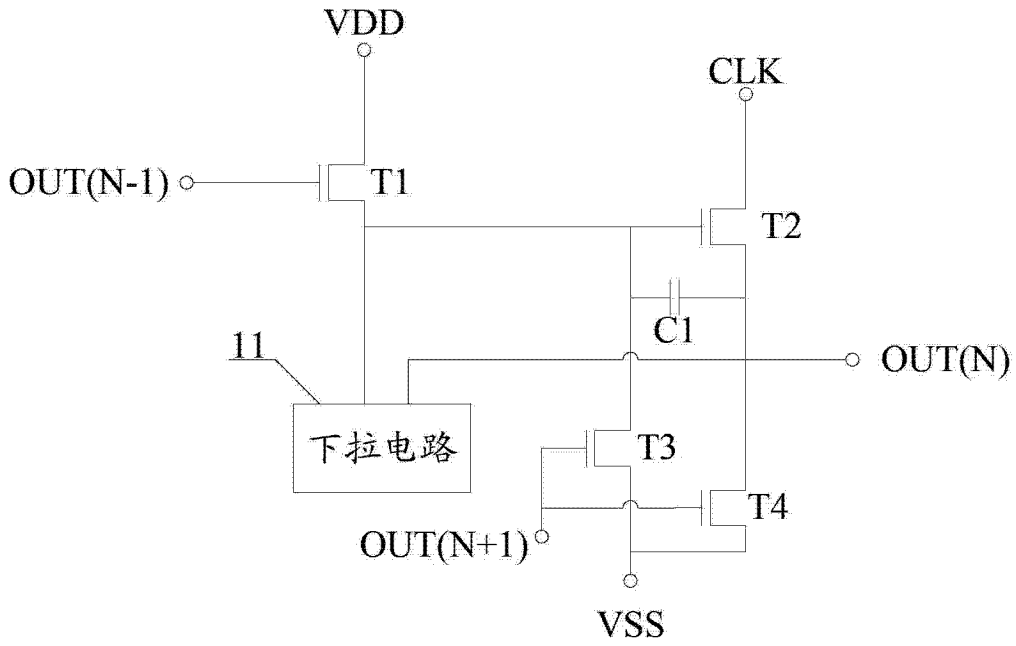 VDD
CLK
OUT(N-1)
T1
T2
C1
11
OUT(N)
下拉电路
T3
T4
OUT(N+1)
VSS